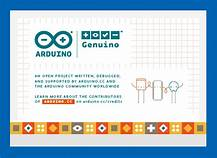 ARDUINO
Genuino
AN OPEN PROJECT WRITTEN, DEBUGGED,
AND SUPPORTED BY ARDUINO.CC AND THE
ARDUINO COMMUNITY WORLDWIDE
LEARN MORE ABOUT THE CONTRIBUTORS
OF ARDUINO.CC on arduino.cc/credits